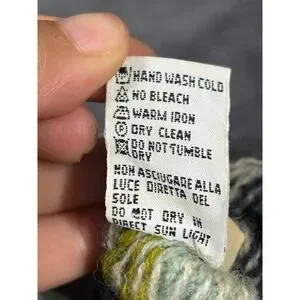 HAND WASH COLD
NO BLEACH
WARM IRON
P DRY CLEAN
DO NOT TUMBLE
DRY
NON ASCIUGARE ALLA
LUCE DIRETTA DEL
SOLE
DO NOT DRY IN
DIRECT SUN LIGHT